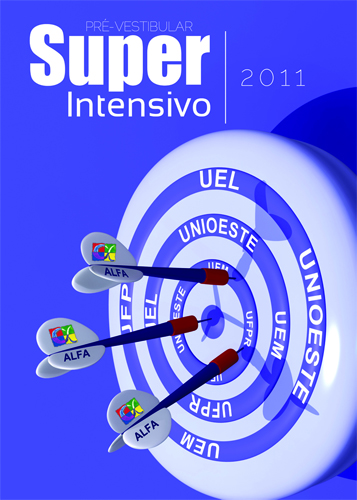 PRÉ-VESTIBULAR
Super
Intensivo
2011
UEL
UNIOESTE
UEM
UNIOESTE
UFPR
UEL
UNIOESTE
UFPR
UEM
UFPR
UEM
ALFA
ALFA
ALFA